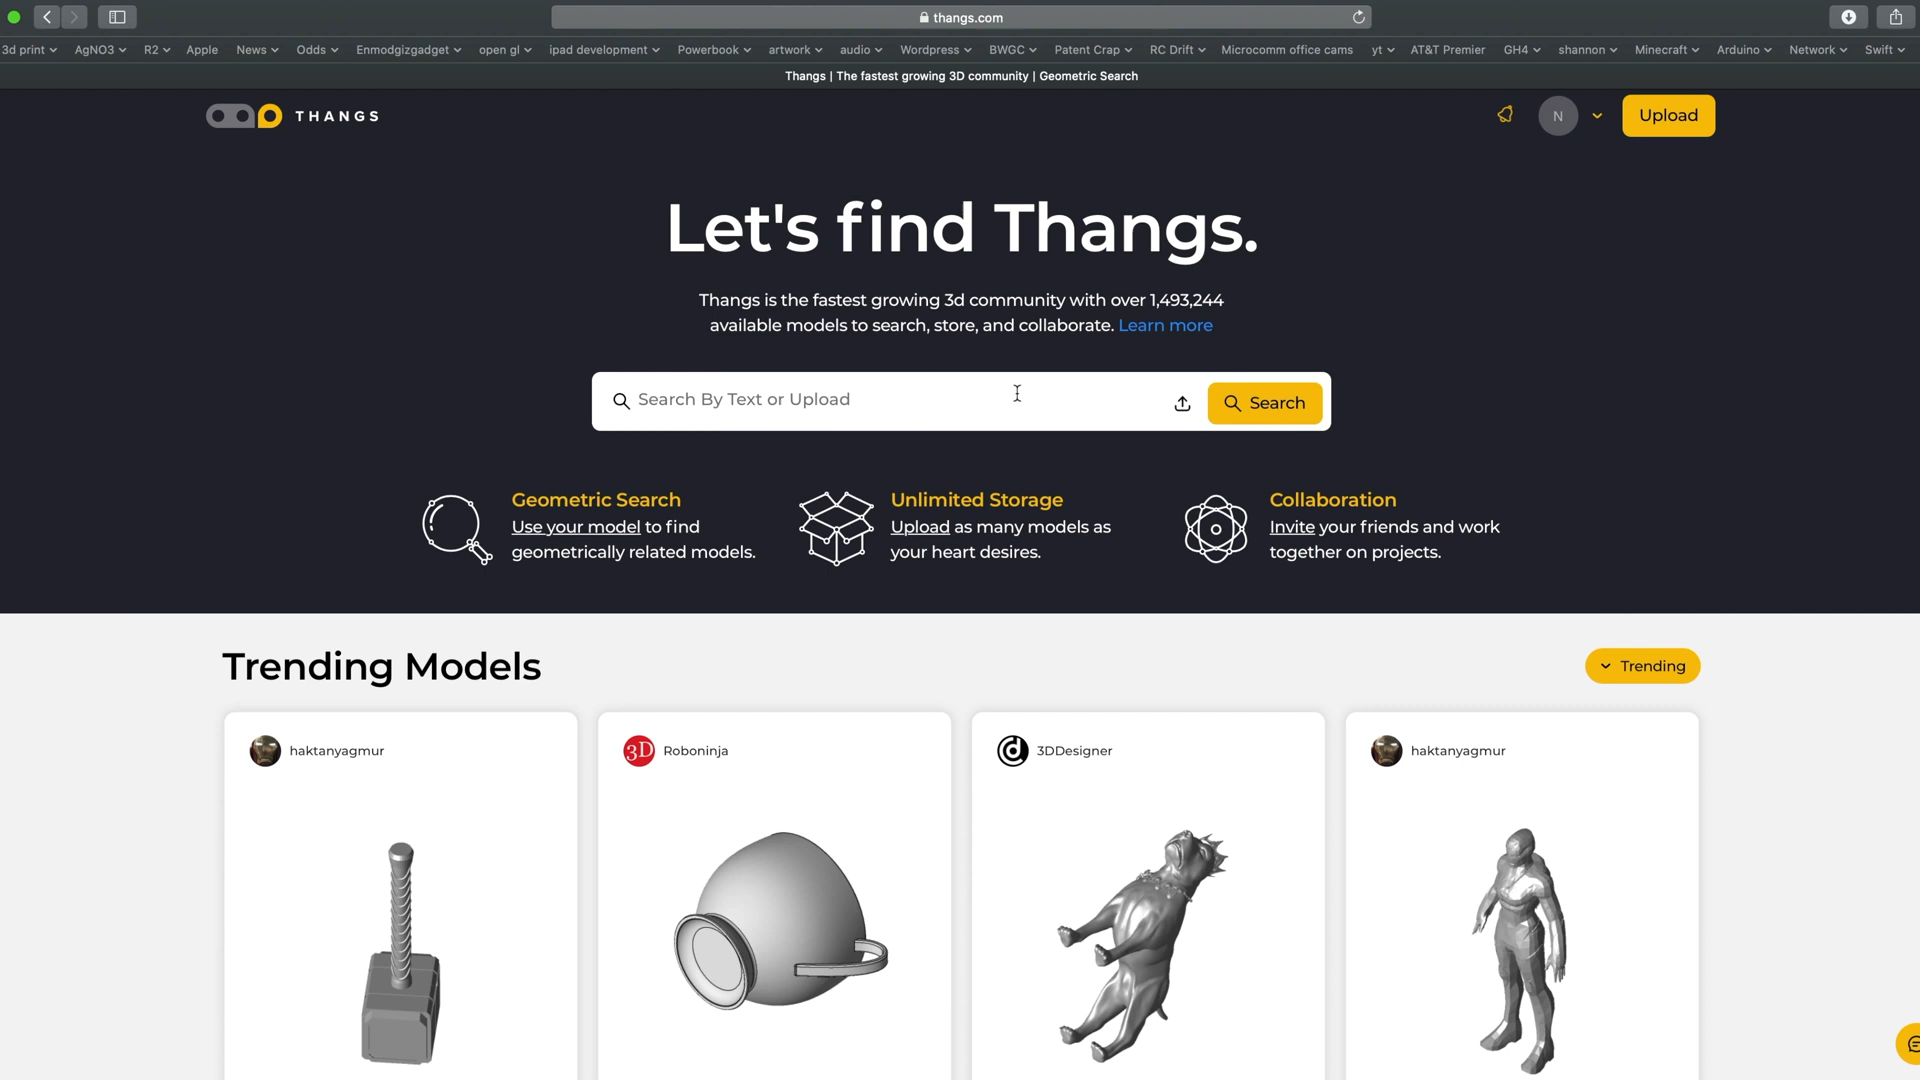 thangs.com
3d print AgNO3 R2 Apple News Odds Enmodgizgadget open gl ipad development Powerbook artwork audio Wordpress BWGC Patent Crap RC Drift Microcomm office cams yt AT&T Premier GH4 shannon Minecraft Arduino Network Swift
Thangs | The fastest growing 3D community | Geometric Search
THANGS
N
Upload
Let's find Thangs.
Thangs is the fastest growing 3d community with over 1,493,244
available models to search, store, and collaborate. Learn more
Search By Text or Upload
Search
Geometric Search
Use your model to find
geometrically related models.
Unlimited Storage
Upload as many models as
your heart desires.
Collaboration
Invite your friends and work
together on projects.
Trending Models
Trending
haktanyagmur
3D Roboninja
3DDesigner
haktanyagmur